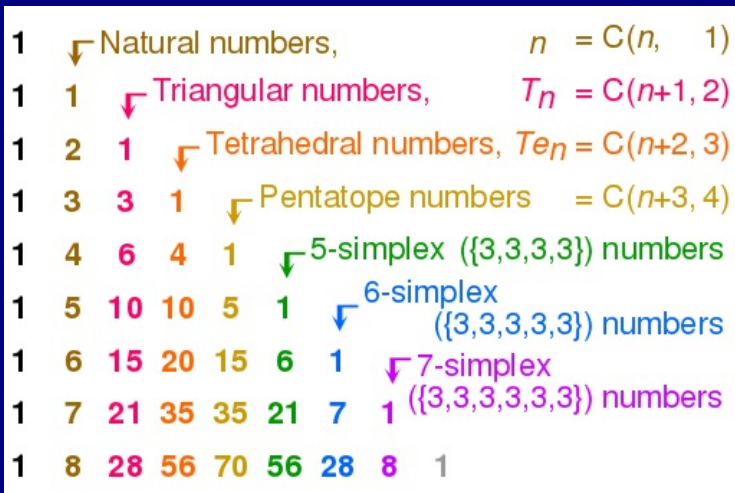 1 Natural numbers, n = C(n, 1)
1 1 Triangular numbers, Tn = C(n+1, 2)
1 2 1 Tetrahedral numbers, Ten = C(n+2, 3)
1 3 3 1 Pentatope numbers = C(n+3, 4)
1 4 6 4 1 5-simplex ({3,3,3,3}) numbers
1 5 10 10 5 1 6-simplex
({3,3,3,3,3}) numbers
1 6 15 20 15 6 1 7-simplex
1 7 21 35 35 21 7 1 ({3,3,3,3,3,3}) numbers
1 8 28 56 70 56 28 8 1